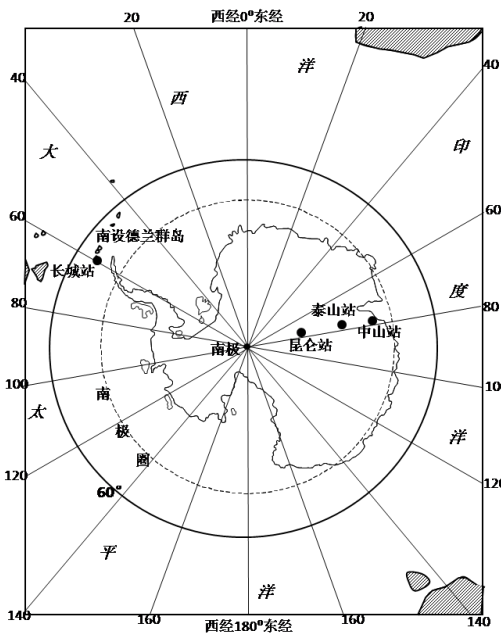 20
西经0°东经
20
40
西
洋
40
大
印
60
南设德兰群岛
60
长城站
度
80
泰山站
80
中山站
南极
昆仑站
100
南
10
太
极
洋
圈
120
60°
12
平
洋
140
160
西经180°东经
160
140